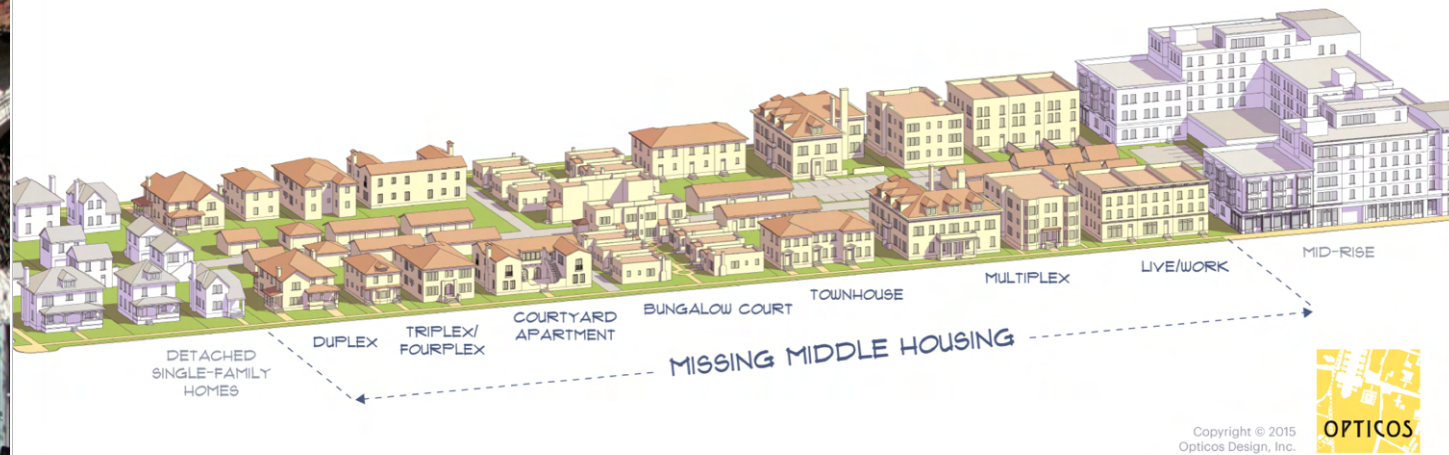 DETACHED
SINGLE-FAMILY
HOMES
DUPLEX
TRIPLEX/
FOURPLEX
COURTYARD
APARTMENT
BUNGALOW COURT
TOWNHOUSE
MULTIPLEX
LIVE/WORK
MID-RISE
MISSING MIDDLE HOUSING
Copyright © 2015
Opticos Design, Inc.
OPTICOS